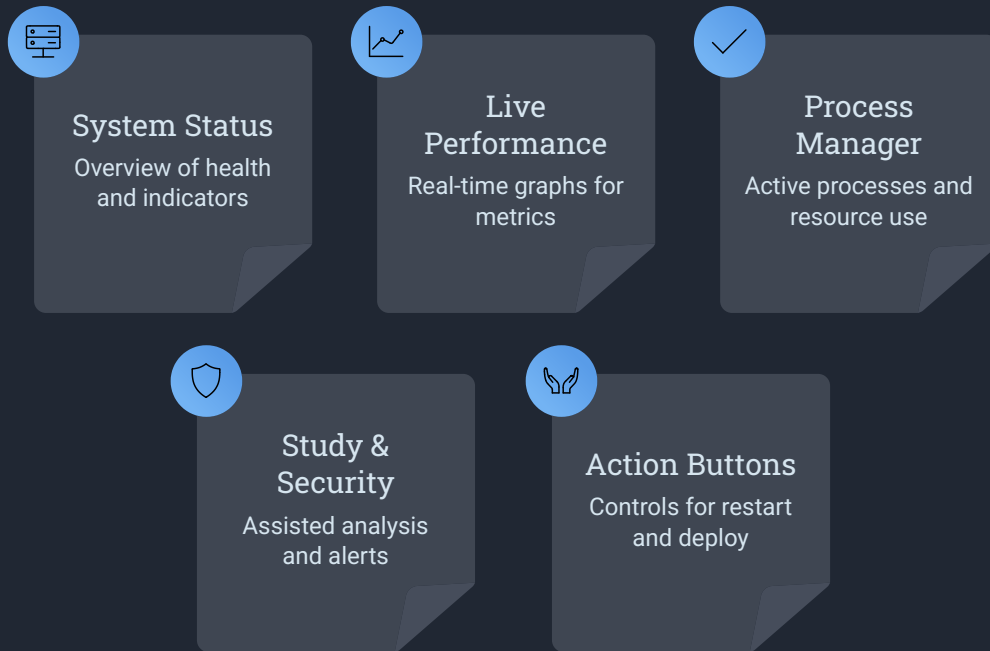 System Status
Overview of health
and indicators
Live
Performance
Real-time graphs for
metrics
Process
Manager
Active processes and
resource use
Study &
Security
Assisted analysis
and alerts
Action Buttons
Controls for restart
and deploy